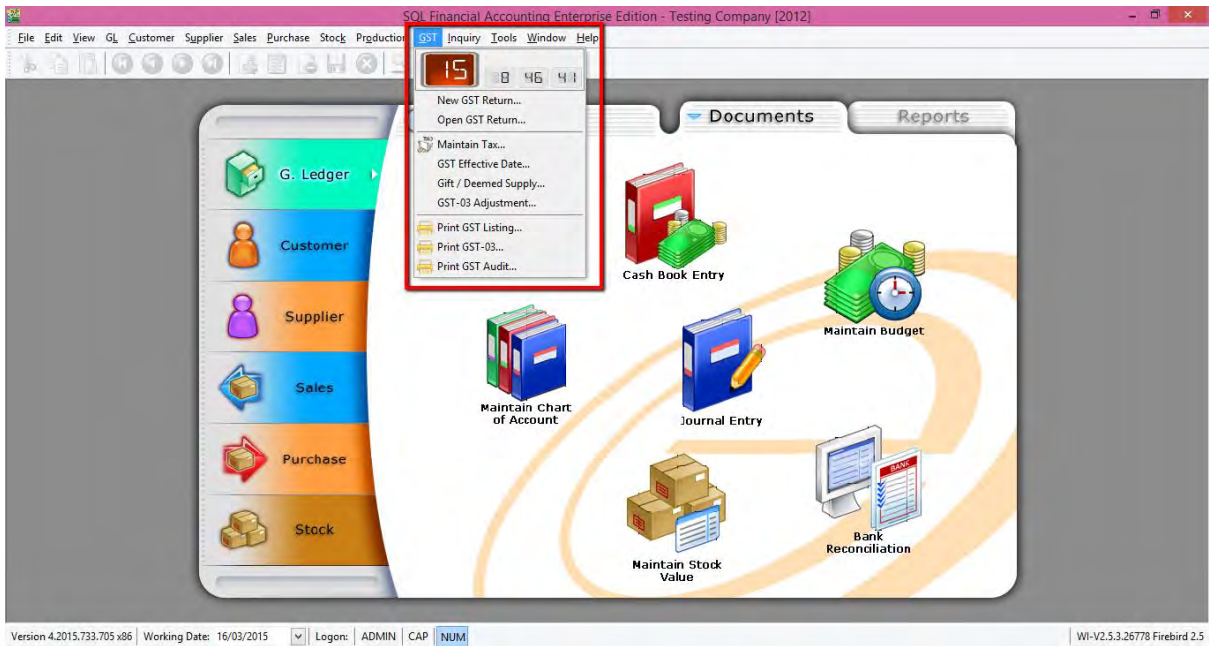 SQL Financial Accounting Enterprise Edition - Testing Company [2012]
File Edit View GL Customer Supplier Sales Purchase Stock Production GST Inquiry Tools Window Help
15 8 46 41
New GST Return...
Open GST Return...
Maintain Tax...
GST Effective Date...
Gift / Deemed Supply...
GST-03 Adjustment...
Print GST Listing...
Print GST-03...
Print GST Audit...
Documents
Reports
G. Ledger
Customer
Supplier
Sales
Purchase
Stock
Cash Book Entry
Maintain Budget
Maintain Chart
of Account
Journal Entry
BANK
Bank
Reconciliation
Maintain Stock
Value
Version 4.2015.733.705 x86 Working Date: 16/03/2015 Logon: ADMIN CAP NUM WI-V2.5.3.26778 Firebird 2.5